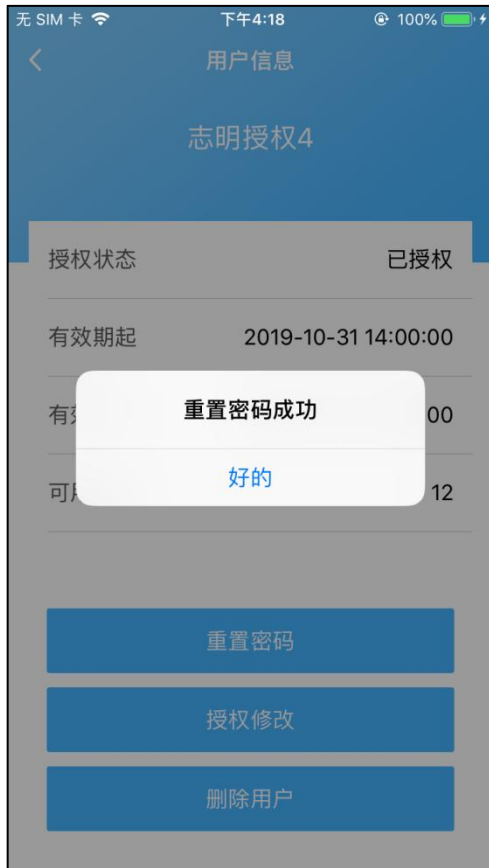 无 SIM 卡 下午4:18 100%
用户信息
志明授权4
授权状态 已授权
有效期起 2019-10-31 14:00:00
有 00
重置密码成功
好的
可 12
重置密码
授权修改
删除用户